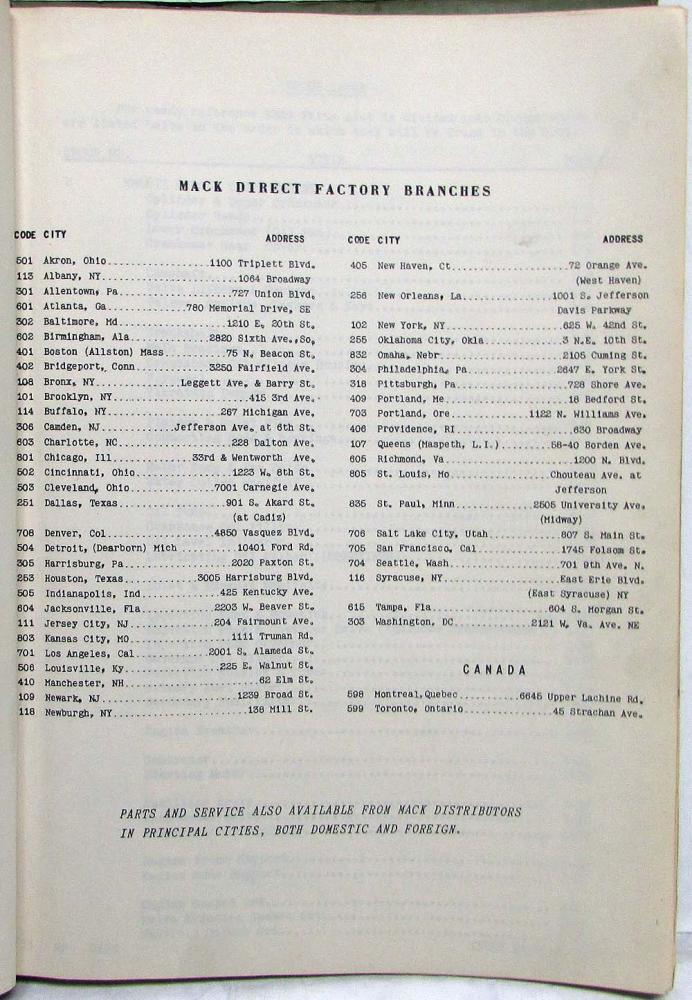 MACK DIRECT FACTORY BRANCHES
CODE CITY ADDRESS
501 Akron, Ohio....................1100 Triplett Blvd.
113 Albany, NY.......................1064 Broadway
301 Allentown, Pa...................727 Union Blvd.
601 Atlanta, Ga..............780 Memorial Drive, SE
302 Baltimore, Md..................1210 E. 20th St.
602 Birmingham, Ala..............2820 Sixth Ave.,So.
401 Boston (Allston) Mass..........75 N. Beacon St.
402 Bridgeport, Conn.............3250 Fairfield Ave.
108 Bronx, NY..............Leggett Ave. & Barry St.
101 Brooklyn, NY.......................415 3rd Ave.
114 Buffalo, NY...................267 Michigan Ave.
306 Camden, NJ.............Jefferson Ave. at 6th St.
603 Charlotte, NC...................228 Dalton Ave.
801 Chicago, Ill.............33rd & Wentworth Ave.
502 Cincinnati, Ohio................1223 W. 8th St.
503 Cleveland, Ohio...............7001 Carnegie Ave.
251 Dallas, Texas..................901 S. Akard St.
(at Cadiz)
708 Denver, Col.................4850 Vasquez Blvd.
504 Detroit, (Dearborn) Mich..........10401 Ford Rd.
305 Harrisburg, Pa..................2020 Paxton St.
253 Houston, Texas.............3005 Harrisburg Blvd.
505 Indianapolis, Ind...............425 Kentucky Ave.
604 Jacksonville, Fla.............2203 W. Beaver St.
111 Jersey City, NJ...............204 Fairmount Ave.
803 Kansas City, MO..................1111 Truman Rd.
701 Los Angeles, Cal.............2001 S. Alameda St.
506 Louisville, Ky................225 E. Walnut St.
410 Manchester, NH......................62 Elm St.
109 Newark, NJ.......................1239 Broad St.
118 Newburgh, NY.......................136 Mill St.
CODE CITY ADDRESS
405 New Haven, Ct....................72 Orange Ave.
(West Haven)
256 New Orleans, La...............1001 S. Jefferson
Davis Parkway
102 New York, NY....................625 W. 42nd St.
255 Oklahoma City, Okla..............3 N.E. 10th St.
832 Omaha, Nebr.....................2105 Cuming St.
304 Philadelphia, Pa...............2647 E. York St.
318 Pittsburgh, Pa...................728 Shore Ave.
409 Portland, Me.....................18 Bedford St.
703 Portland, Ore.............1122 N. Williams Ave.
406 Providence, RI....................630 Broadway
107 Queens (Maspeth, L.I.)........58-40 Borden Ave.
605 Richmond, Va.....................1200 N. Blvd.
805 St. Louis, Mo.................Chouteau Ave. at
Jefferson
835 St. Paul, Minn.............2505 University Ave.
(Midway)
706 Salt Lake City, Utah.............807 S. Main St.
705 San Francisco, Cal..............1745 Folsom St.
704 Seattle, Wash...................701 9th Ave. N.
116 Syracuse, NY....................East Erie Blvd.
(East Syracuse) NY
615 Tampa, Fla....................604 S. Morgan St.
303 Washington, DC..............2121 W. Va. Ave. NE
CANADA
598 Montreal,Quebec..........6645 Upper Lachine Rd.
599 Toronto, Ontario...............45 Strachan Ave.
PARTS AND SERVICE ALSO AVAILABLE FROM MACK DISTRIBUTORS
IN PRINCIPAL CITIES, BOTH DOMESTIC AND FOREIGN.